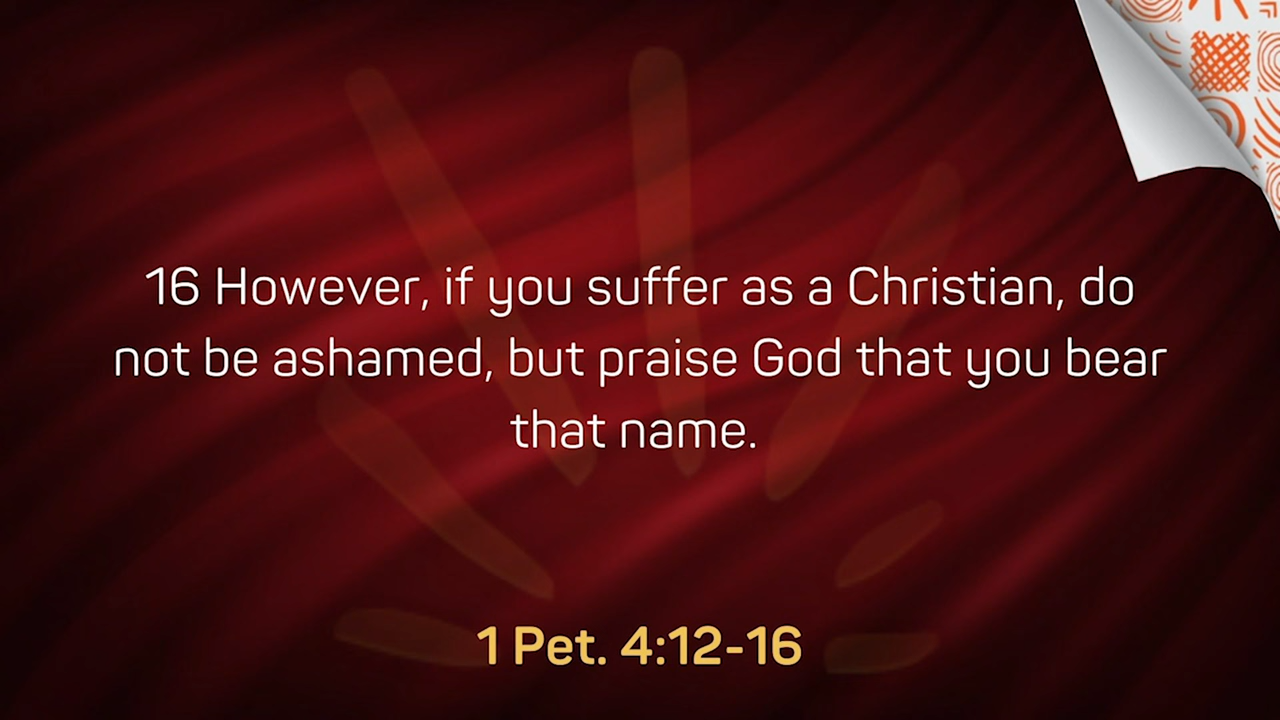 16 However, if you suffer as a Christian, do
not be ashamed, but praise God that you bear
that name.
1 Pet. 4:12-16